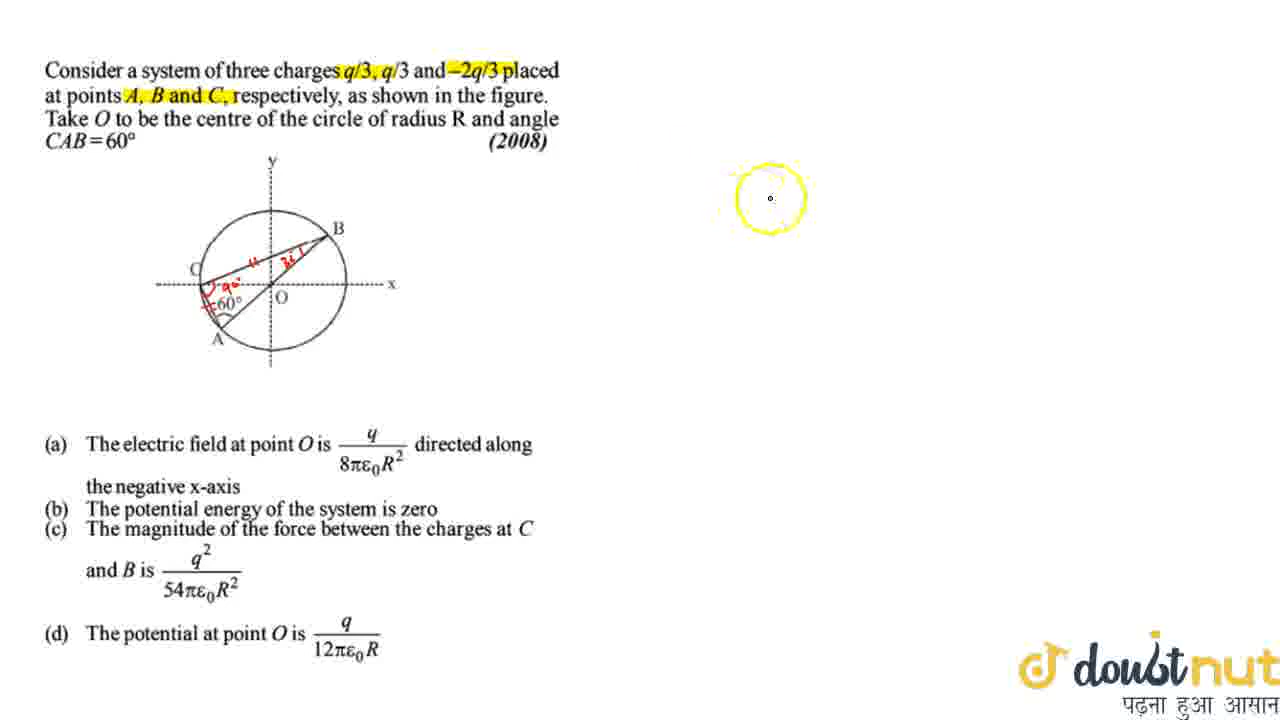 Consider a system of three charges q/3, q/3 and –2q/3 placed
at points A, B and C, respectively, as shown in the figure.
Take O to be the centre of the circle of radius R and angle
CAB = 60° (2008)
y
B
C
30°
90°
x
60°
O
A
(a) The electric field at point O is q/8πε₀R² directed along
the negative x-axis
(b) The potential energy of the system is zero
(c) The magnitude of the force between the charges at C
and B is q²/54πε₀R²
(d) The potential at point O is q/12πε₀R
doubtnut
पढ़ना हुआ आसान